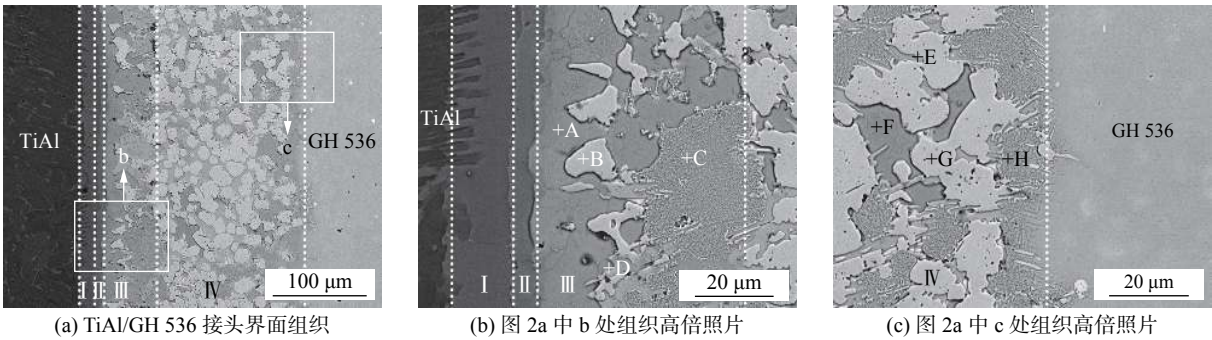 TiAl
b
c
GH 536
Ⅰ
Ⅱ
Ⅲ
Ⅳ
100 μm
(a) TiAl/GH 536 接头界面组织
TiAl
+A
+B
+C
+D
Ⅰ
Ⅱ
Ⅲ
20 μm
(b) 图 2a 中 b 处组织高倍照片
+E
+F
GH 536
+G
+H
Ⅳ
20 μm
(c) 图 2a 中 c 处组织高倍照片